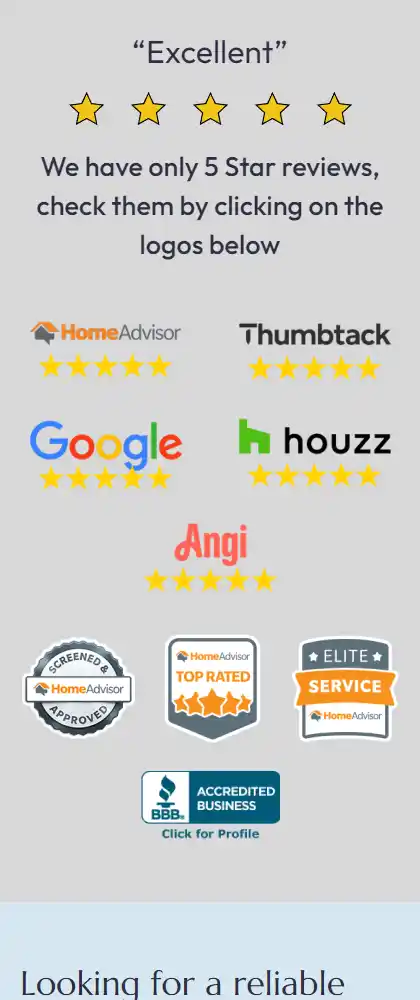 “Excellent”
We have only 5 Star reviews,
check them by clicking on the
logos below
HomeAdvisor
Thumbtack
Google
houzz
Angi
SCREENED &
HomeAdvisor
APPROVED
HomeAdvisor
TOP RATED
ELITE
SERVICE
HomeAdvisor
BBB.
ACCREDITED
BUSINESS
Click for Profile
Looking for a reliable